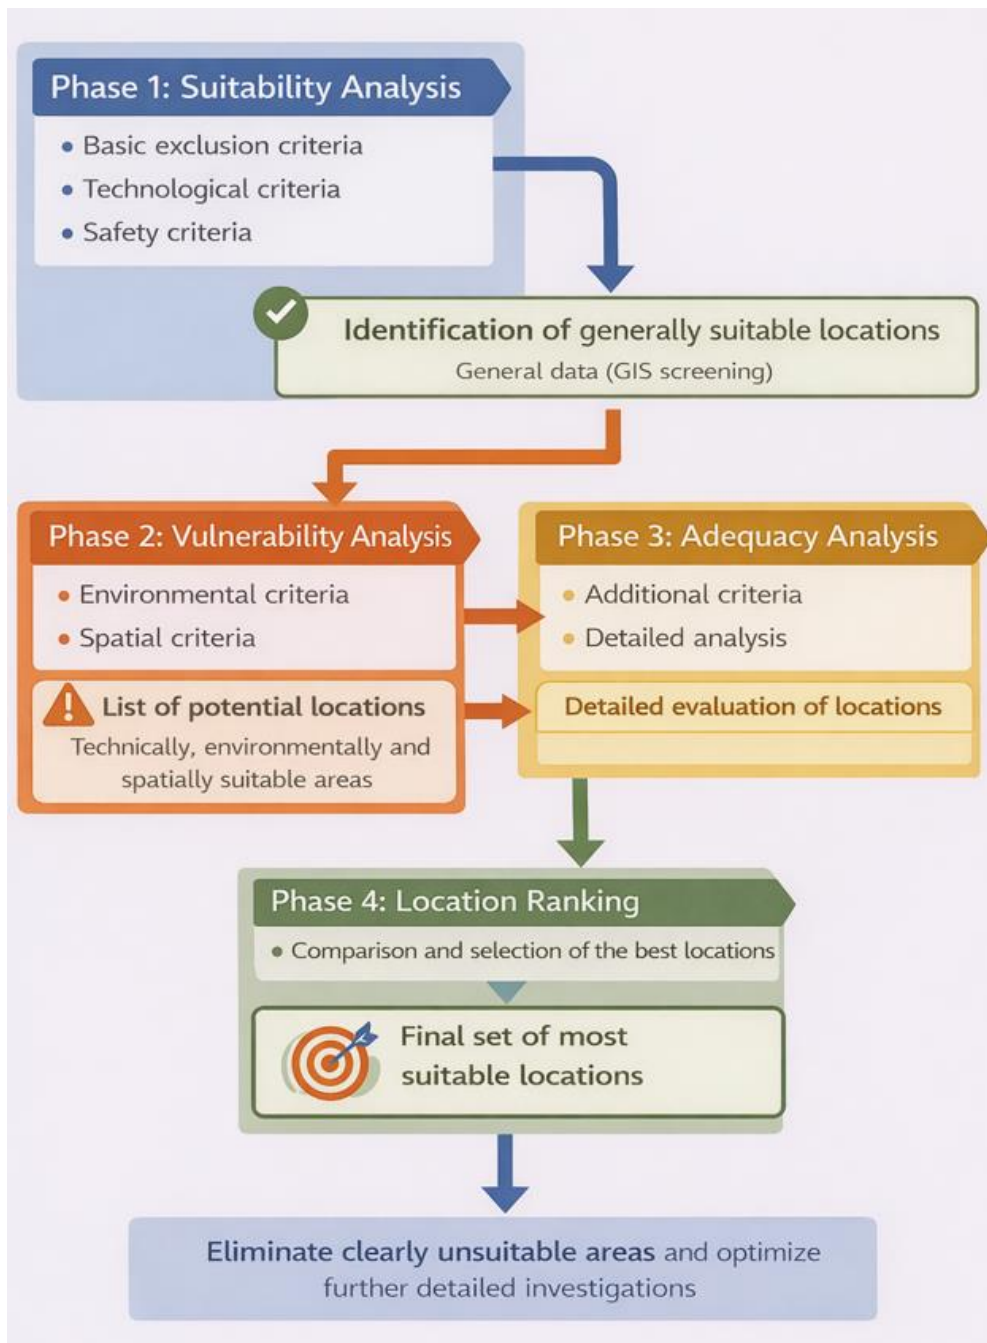 Phase 1: Suitability Analysis
• Basic exclusion criteria
• Technological criteria
• Safety criteria
Identification of generally suitable locations
General data (GIS screening)
Phase 2: Vulnerability Analysis
• Environmental criteria
• Spatial criteria
List of potential locations
Technically, environmentally and
spatially suitable areas
Phase 3: Adequacy Analysis
• Additional criteria
• Detailed analysis
Detailed evaluation of locations
Phase 4: Location Ranking
• Comparison and selection of the best locations
Final set of most
suitable locations
Eliminate clearly unsuitable areas and optimize
further detailed investigations